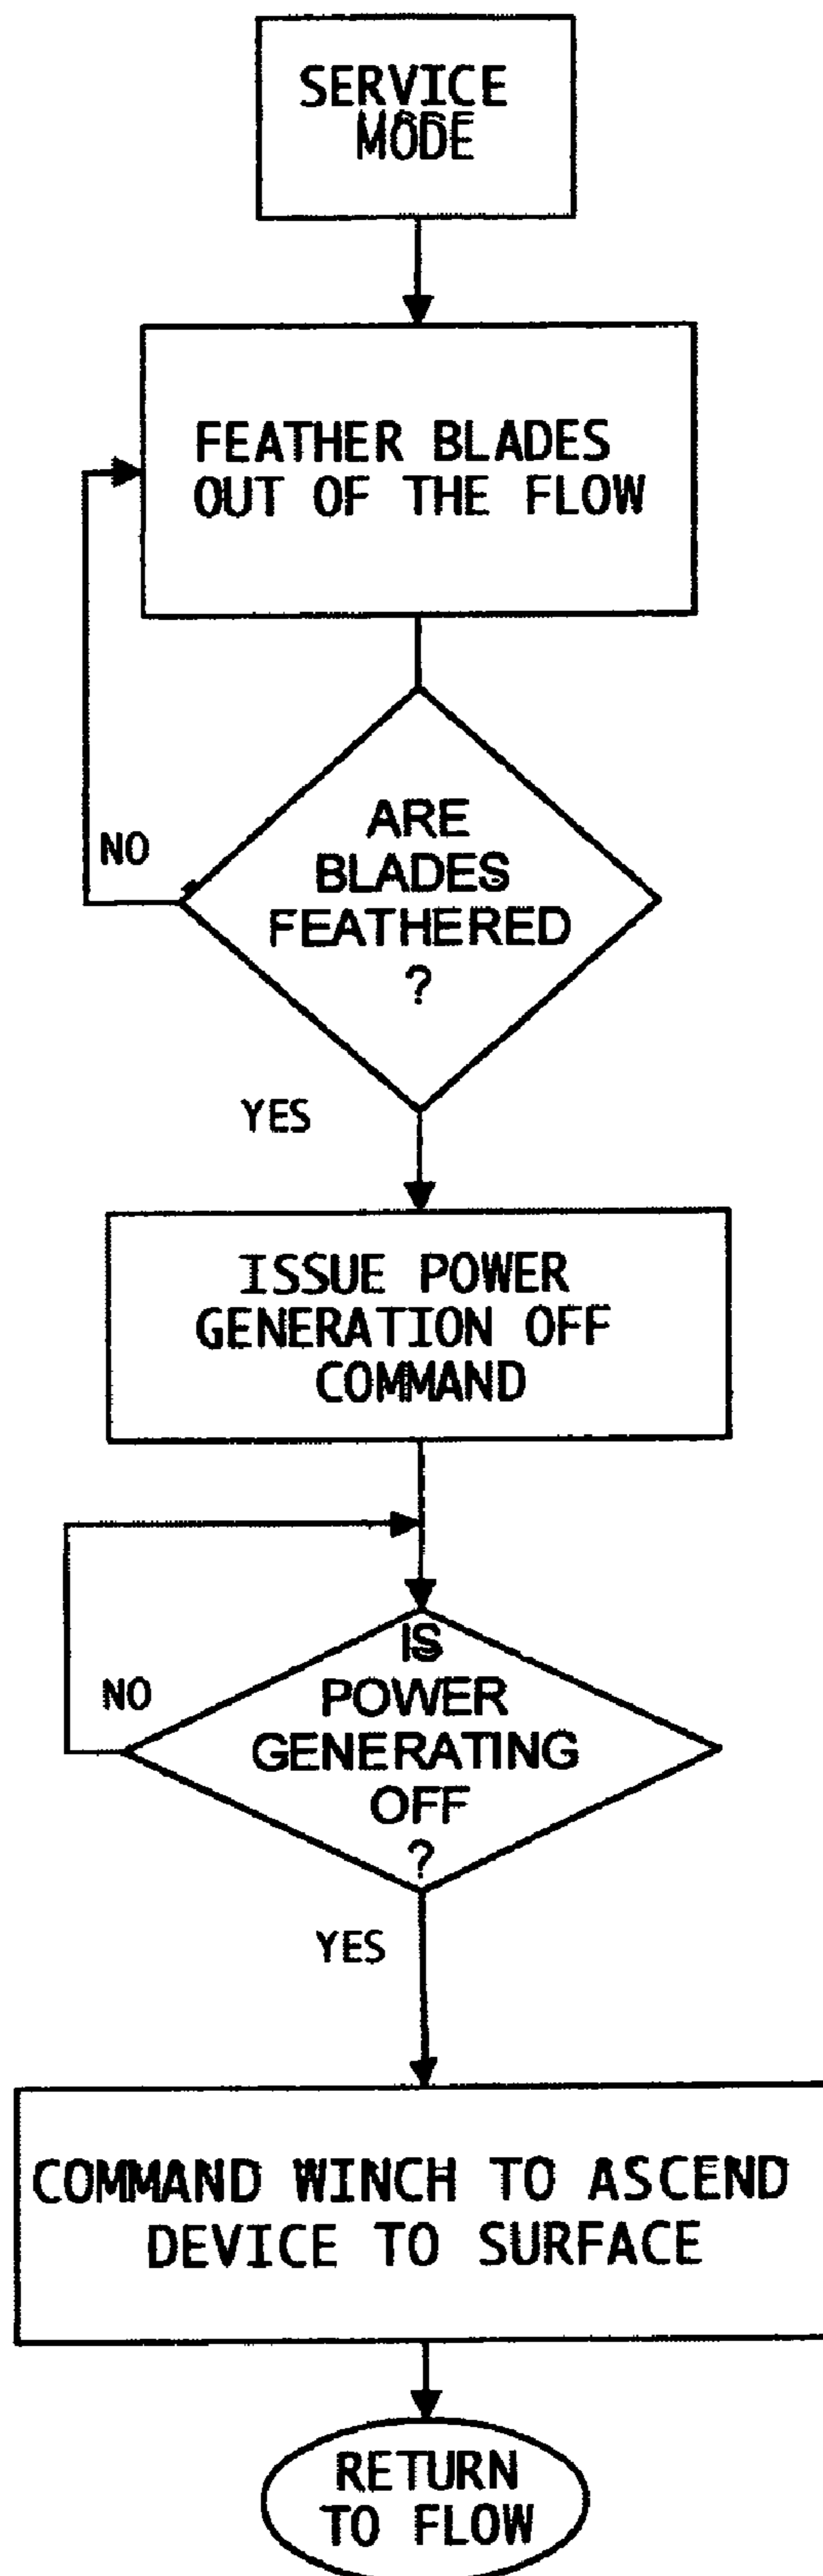 SERVICE
MODE
FEATHER BLADES
OUT OF THE FLOW
ARE
BLADES
FEATHERED
?
NO
YES
ISSUE POWER
GENERATION OFF
COMMAND
IS
POWER
GENERATING
OFF
?
NO
YES
COMMAND WINCH TO ASCEND
DEVICE TO SURFACE
RETURN
TO FLOW